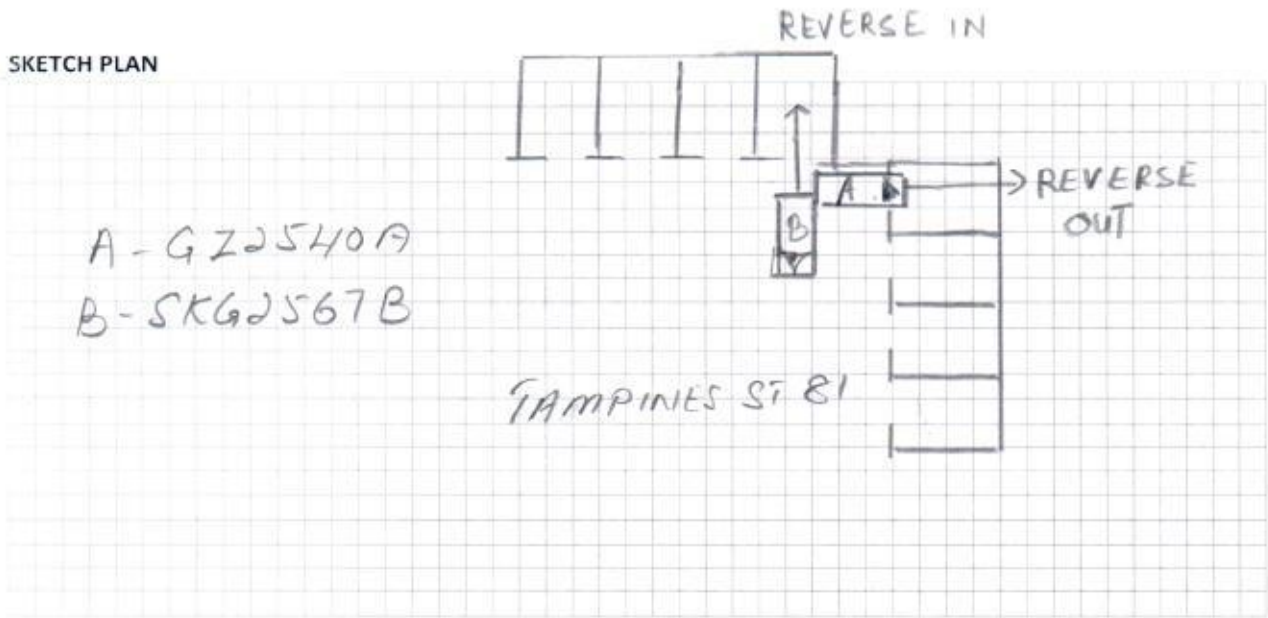 REVERSE IN
SKETCH PLAN
A
REVERSE
OUT
B
A - GZ2540A
B - SKG2567B
TAMPINES ST 81